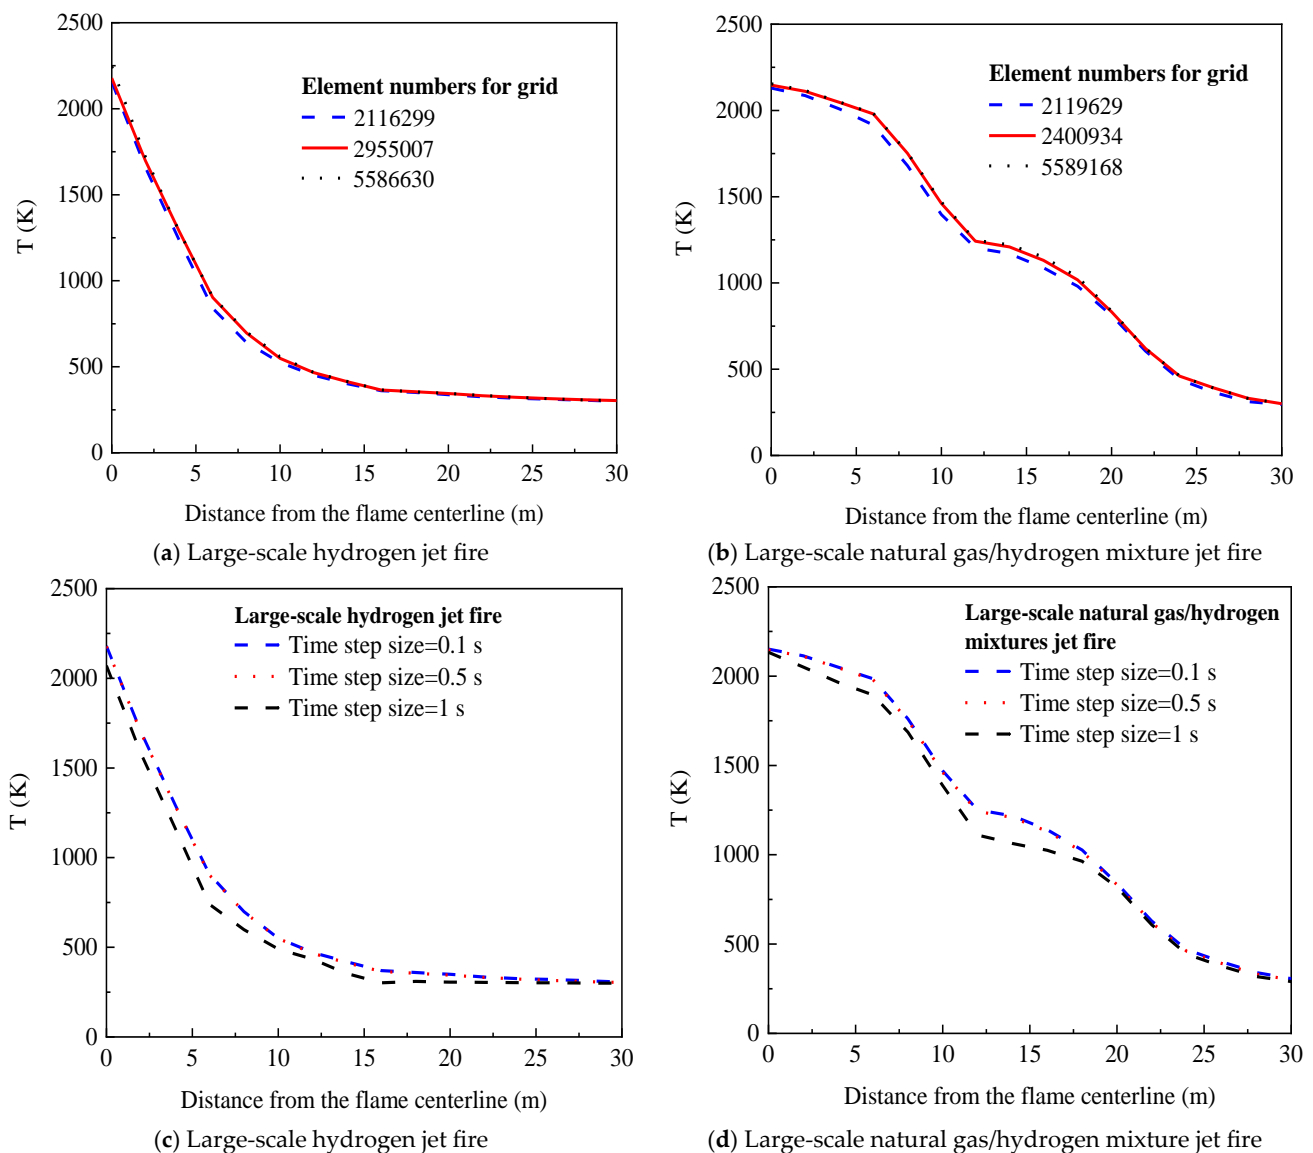 2500
2000
1500
1000
500
0
T (K)
Element numbers for grid
2116299
2955007
5586630
0 5 10 15 20 25 30
Distance from the flame centerline (m)
(a) Large-scale hydrogen jet fire
2500
2000
1500
1000
500
0
T (K)
Element numbers for grid
2119629
2400934
5589168
0 5 10 15 20 25 30
Distance from the flame centerline (m)
(b) Large-scale natural gas/hydrogen mixture jet fire
2500
2000
1500
1000
500
0
T (K)
Large-scale hydrogen jet fire
Time step size=0.1 s
Time step size=0.5 s
Time step size=1 s
0 5 10 15 20 25 30
Distance from the flame centerline (m)
(c) Large-scale hydrogen jet fire
2500
2000
1500
1000
500
0
T (K)
Large-scale natural gas/hydrogen
mixtures jet fire
Time step size=0.1 s
Time step size=0.5 s
Time step size=1 s
0 5 10 15 20 25 30
Distance from the flame centerline (m)
(d) Large-scale natural gas/hydrogen mixture jet fire